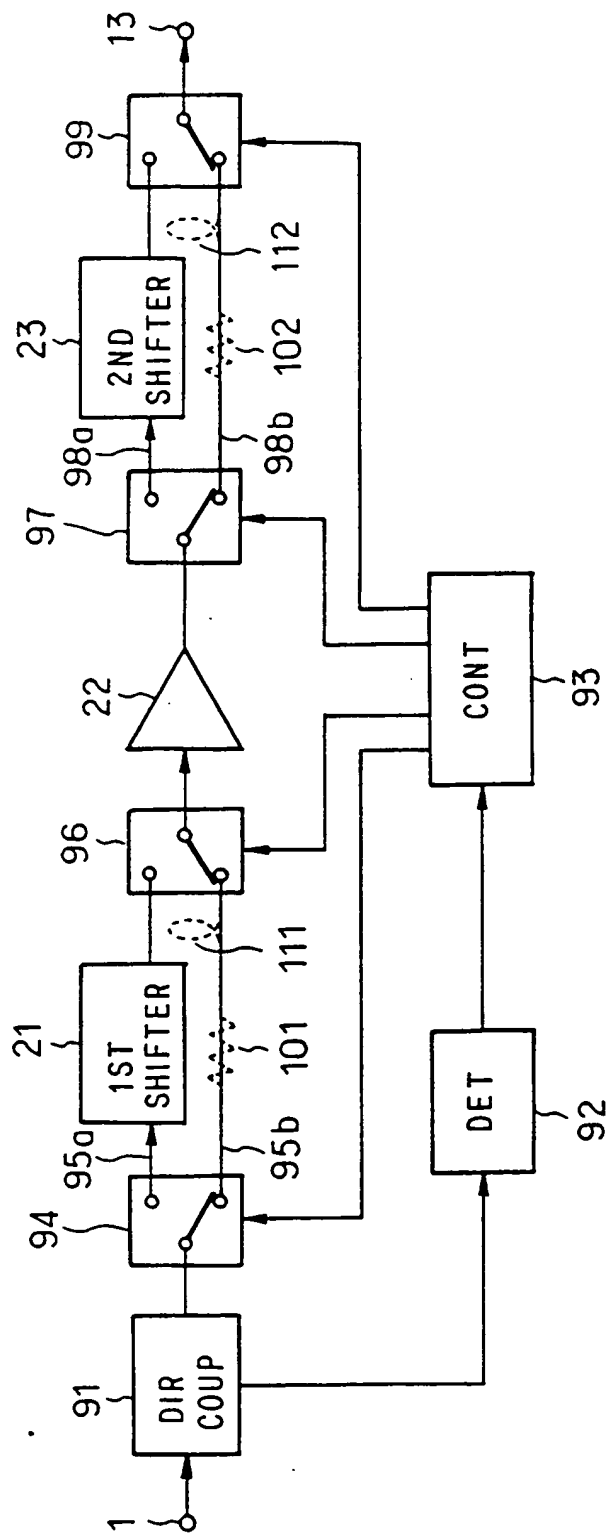 1
91
DIR
COUP
94
95a
95b
21
1ST
SHIFTER
101
111
96
22
97
98a
98b
23
2ND
SHIFTER
102
112
99
13
DET
92
CONT
93